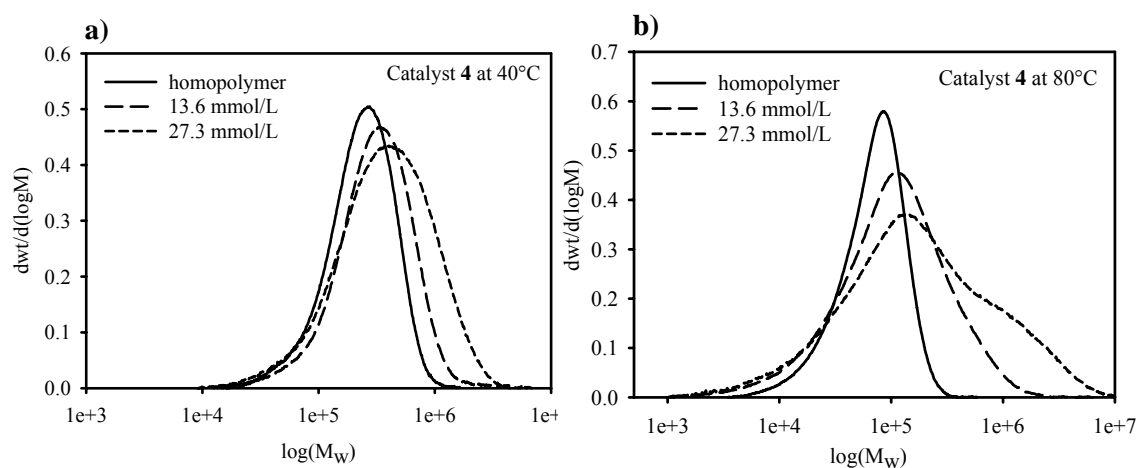 a)
0.6
0.5
0.4
0.3
0.2
0.1
0.0
dwt/d(logM)
Catalyst 4 at 40°C
homopolymer
13.6 mmol/L
27.3 mmol/L
1e+3 1e+4 1e+5 1e+6 1e+
log(MW)
b)
0.7
0.6
0.5
0.4
0.3
0.2
0.1
0.0
dwt/d(logM)
Catalyst 4 at 80°C
homopolymer
13.6 mmol/L
27.3 mmol/L
1e+3 1e+4 1e+5 1e+6 1e+7
log(MW)